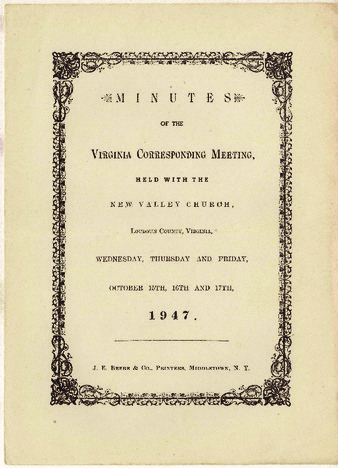 MINUTES
OF THE
VIRGINIA CORRESPONDING MEETING,
HELD WITH THE
NEW VALLEY CHURCH,
LOUDOUN COUNTY, VIRGINIA,
WEDNESDAY, THURSDAY AND FRIDAY,
OCTOBER 15TH, 16TH AND 17TH,
1947.
J. E. BEEBE & CO., PRINTERS, MIDDLETOWN, N. Y.